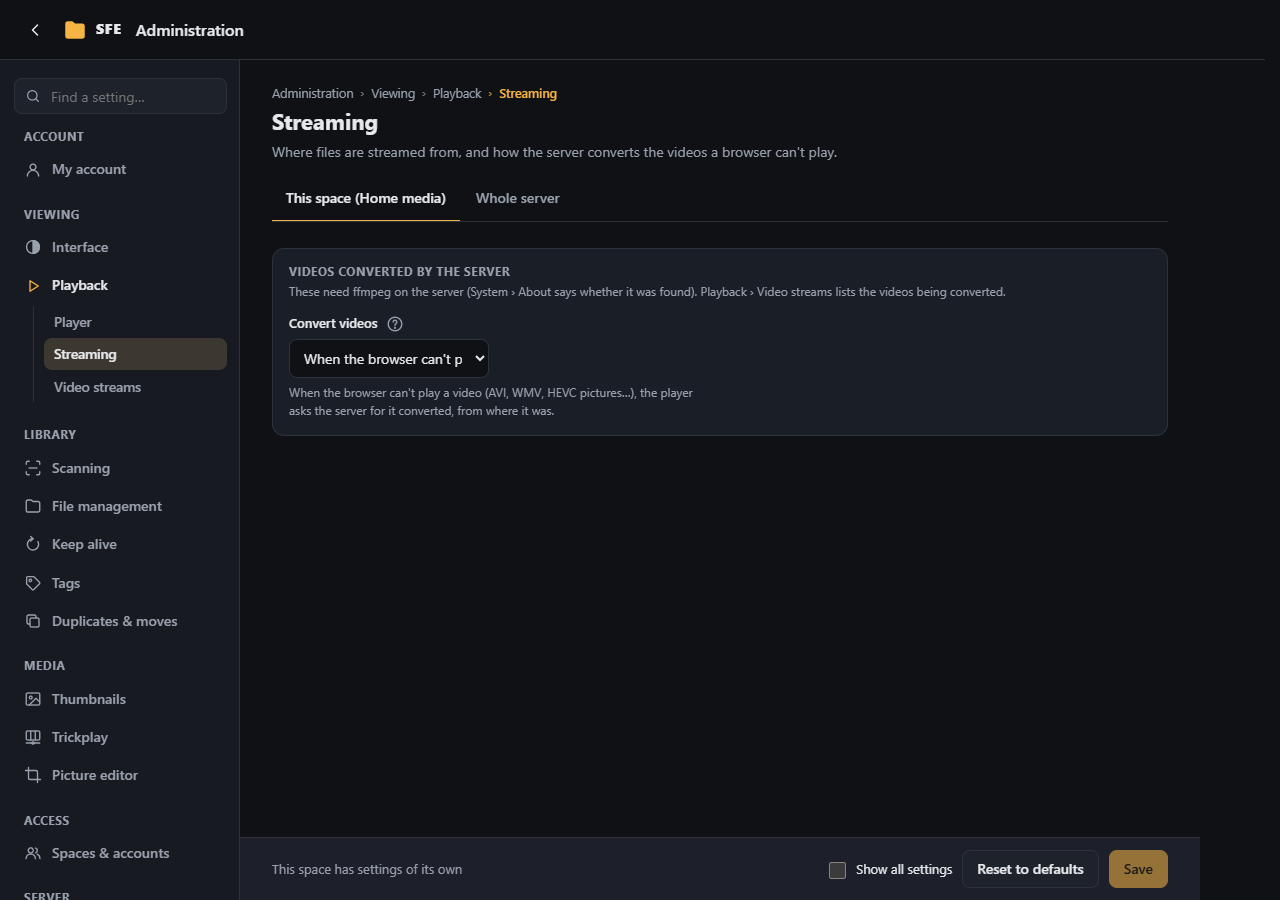 SFE Administration
Find a setting...
ACCOUNT
My account
VIEWING
Interface
Playback
Player
Streaming
Video streams
LIBRARY
Scanning
File management
Keep alive
Tags
Duplicates & moves
MEDIA
Thumbnails
Trickplay
Picture editor
ACCESS
Spaces & accounts
SERVER
Administration › Viewing › Playback › Streaming
Streaming
Where files are streamed from, and how the server converts the videos a browser can't play.
This space (Home media) Whole server
VIDEOS CONVERTED BY THE SERVER
These need ffmpeg on the server (System › About says whether it was found). Playback › Video streams lists the videos being converted.
Convert videos ?
When the browser can't p
When the browser can't play a video (AVI, WMV, HEVC pictures...), the player
asks the server for it converted, from where it was.
This space has settings of its own
Show all settings
Reset to defaults
Save